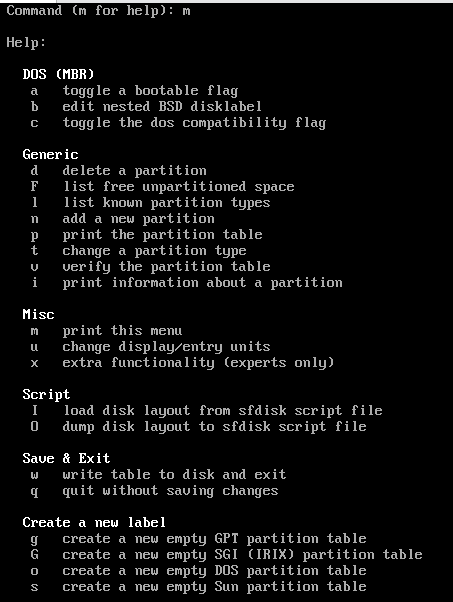 Command (m for help): m
Help:
DOS (MBR)
a toggle a bootable flag
b edit nested BSD disklabel
c toggle the dos compatibility flag
Generic
d delete a partition
F list free unpartitioned space
l list known partition types
n add a new partition
p print the partition table
t change a partition type
v verify the partition table
i print information about a partition
Misc
m print this menu
u change display/entry units
x extra functionality (experts only)
Script
I load disk layout from sfdisk script file
O dump disk layout to sfdisk script file
Save & Exit
w write table to disk and exit
q quit without saving changes
Create a new label
g create a new empty GPT partition table
G create a new empty SGI (IRIX) partition table
o create a new empty DOS partition table
s create a new empty Sun partition table